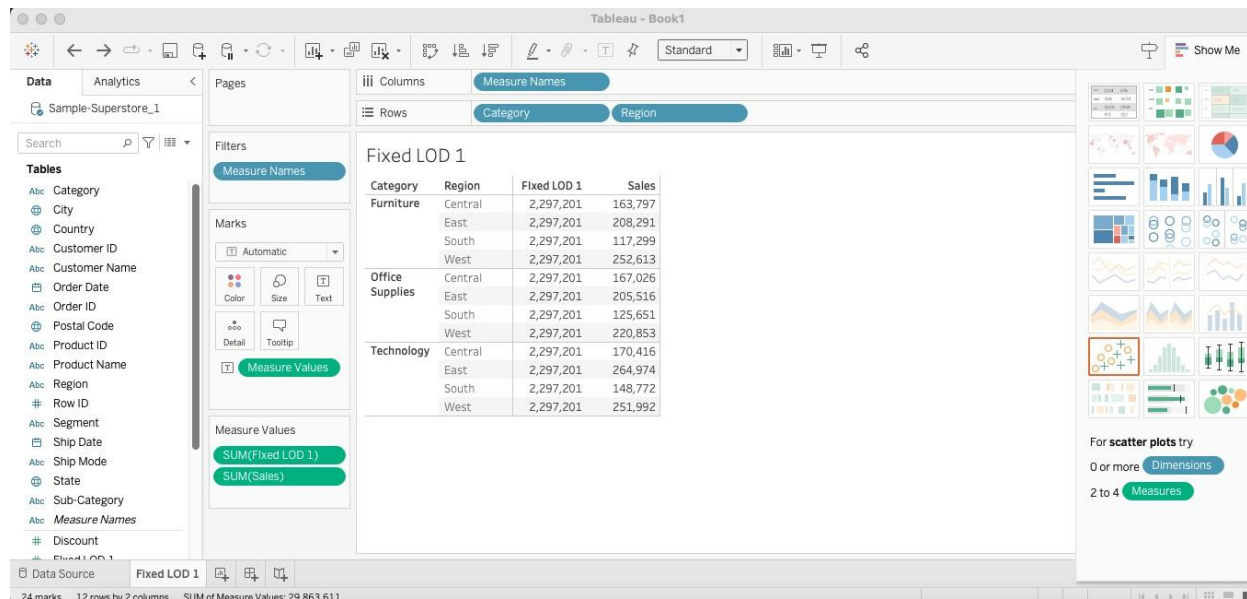 Tableau - Book1
Standard
Show Me
Data Analytics
Sample-Superstore_1
Search
Tables
Abc Category
City
Country
Abc Customer ID
Abc Customer Name
Order Date
Abc Order ID
Postal Code
Abc Product ID
Abc Product Name
Abc Region
# Row ID
Abc Segment
Ship Date
Abc Ship Mode
State
Abc Sub-Category
Abc Measure Names
# Discount
Pages
Filters
Measure Names
Marks
Automatic
Color Size Text
Detail Tooltip
Measure Values
Measure Values
SUM(FIxed LOD 1)
SUM(Sales)
Columns Measure Names
Rows Category Region
Fixed LOD 1
Category Region FIxed LOD 1 Sales
Furniture Central 2,297,201 163,797
East 2,297,201 208,291
South 2,297,201 117,299
West 2,297,201 252,613
Office Supplies Central 2,297,201 167,026
East 2,297,201 205,516
South 2,297,201 125,651
West 2,297,201 220,853
Technology Central 2,297,201 170,416
East 2,297,201 264,974
South 2,297,201 148,772
West 2,297,201 251,992
For scatter plots try
0 or more Dimensions
2 to 4 Measures
Data Source Fixed LOD 1
24 marks 12 rows by 2 columns SUM of Measure Values: 29,863,611